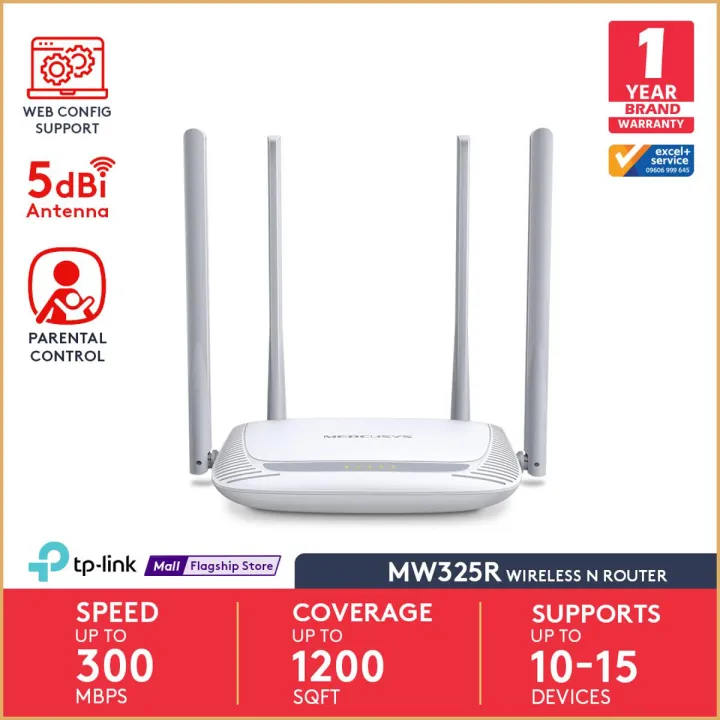 WEB CONFIG
SUPPORT
5dBi
Antenna
PARENTAL
CONTROL
1
YEAR
BRAND
WARRANTY
excel+
service
09606 999 645
MERCUSYS
tp-link
Mall Flagship Store
MW325R WIRELESS N ROUTER
SPEED
UP TO
300
MBPS
COVERAGE
UP TO
1200
SQFT
SUPPORTS
UP TO
10-15
DEVICES